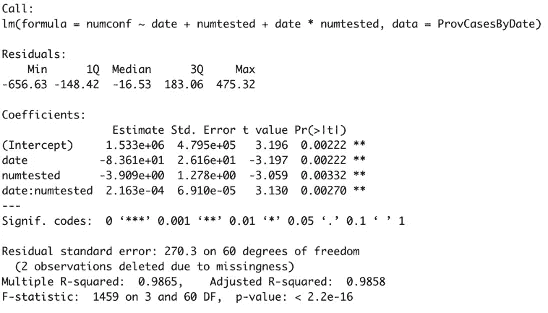 Call:
lm(formula = numconf ~ date + numtested + date * numtested, data = ProvCasesByDate)
Residuals:
Min 1Q Median 3Q Max
-656.63 -148.42 -16.53 183.06 475.32
Coefficients:
Estimate Std. Error t value Pr(>|t|)
(Intercept) 1.533e+06 4.795e+05 3.196 0.00222 **
date -8.361e+01 2.616e+01 -3.197 0.00222 **
numtested -3.909e+00 1.278e+00 -3.059 0.00332 **
date:numtested 2.163e-04 6.910e-05 3.130 0.00270 **
---
Signif. codes: 0 ‘***’ 0.001 ‘**’ 0.01 ‘*’ 0.05 ‘.’ 0.1 ‘ ’ 1
Residual standard error: 270.3 on 60 degrees of freedom
(2 observations deleted due to missingness)
Multiple R-squared: 0.9865, Adjusted R-squared: 0.9858
F-statistic: 1459 on 3 and 60 DF, p-value: < 2.2e-16